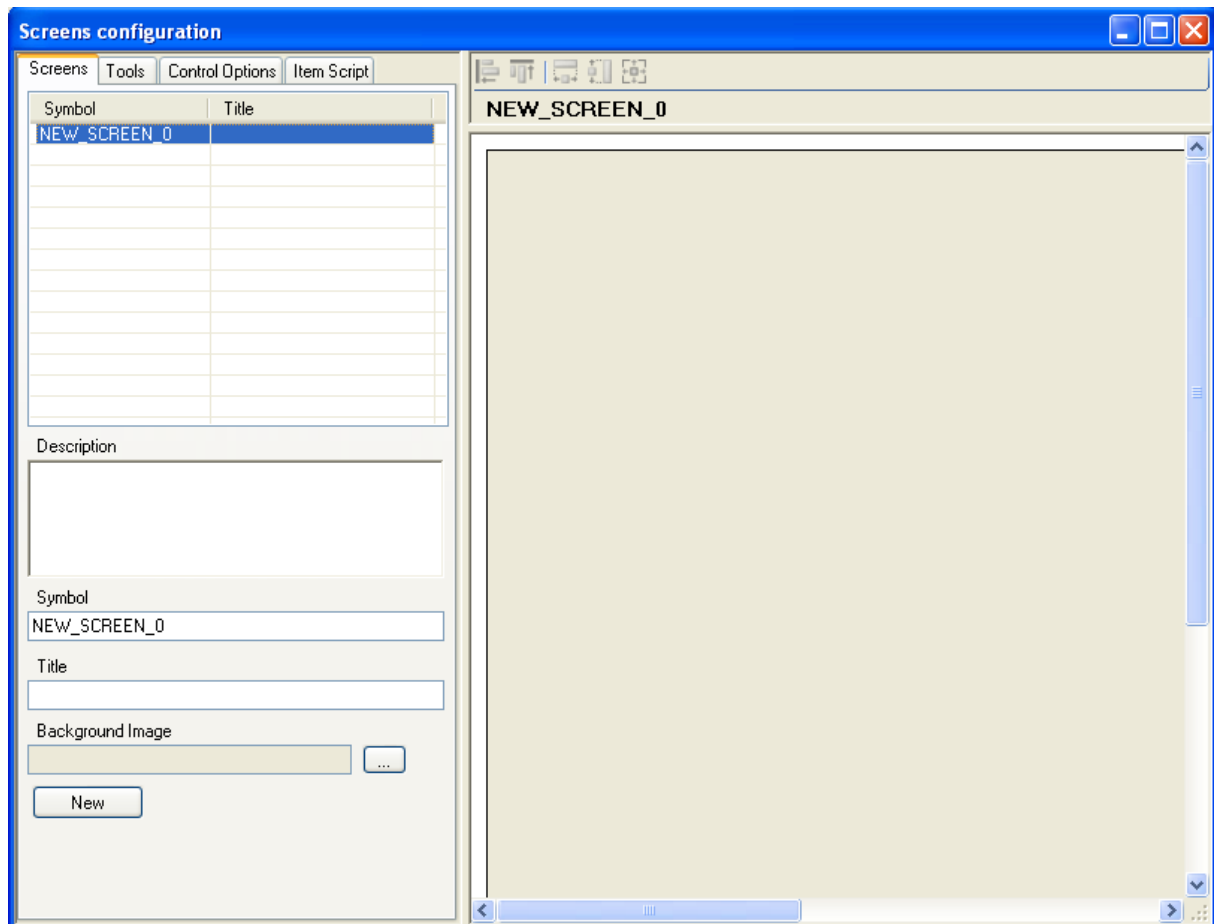 Screens configuration
Screens Tools Control Options Item Script
Symbol Title
NEW_SCREEN_0
Description
Symbol
NEW_SCREEN_0
Title
Background Image
...
New
NEW_SCREEN_0